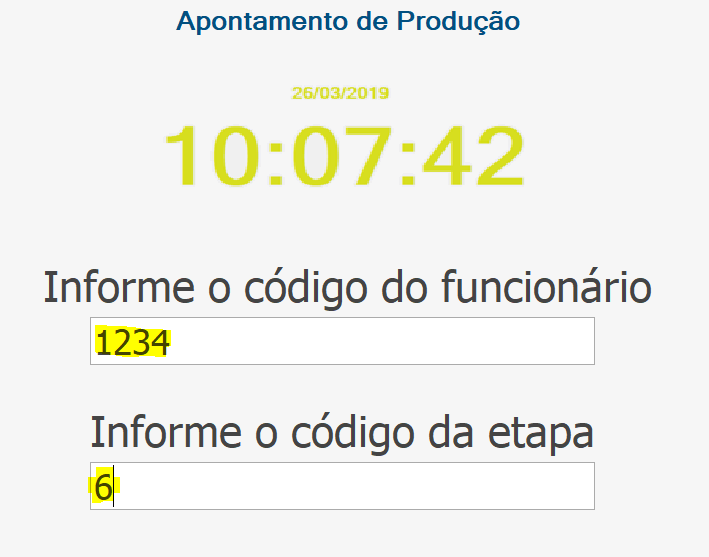 Apontamento de Produção
26/03/2019
10:07:42
Informe o código do funcionário
1234
Informe o código da etapa
6